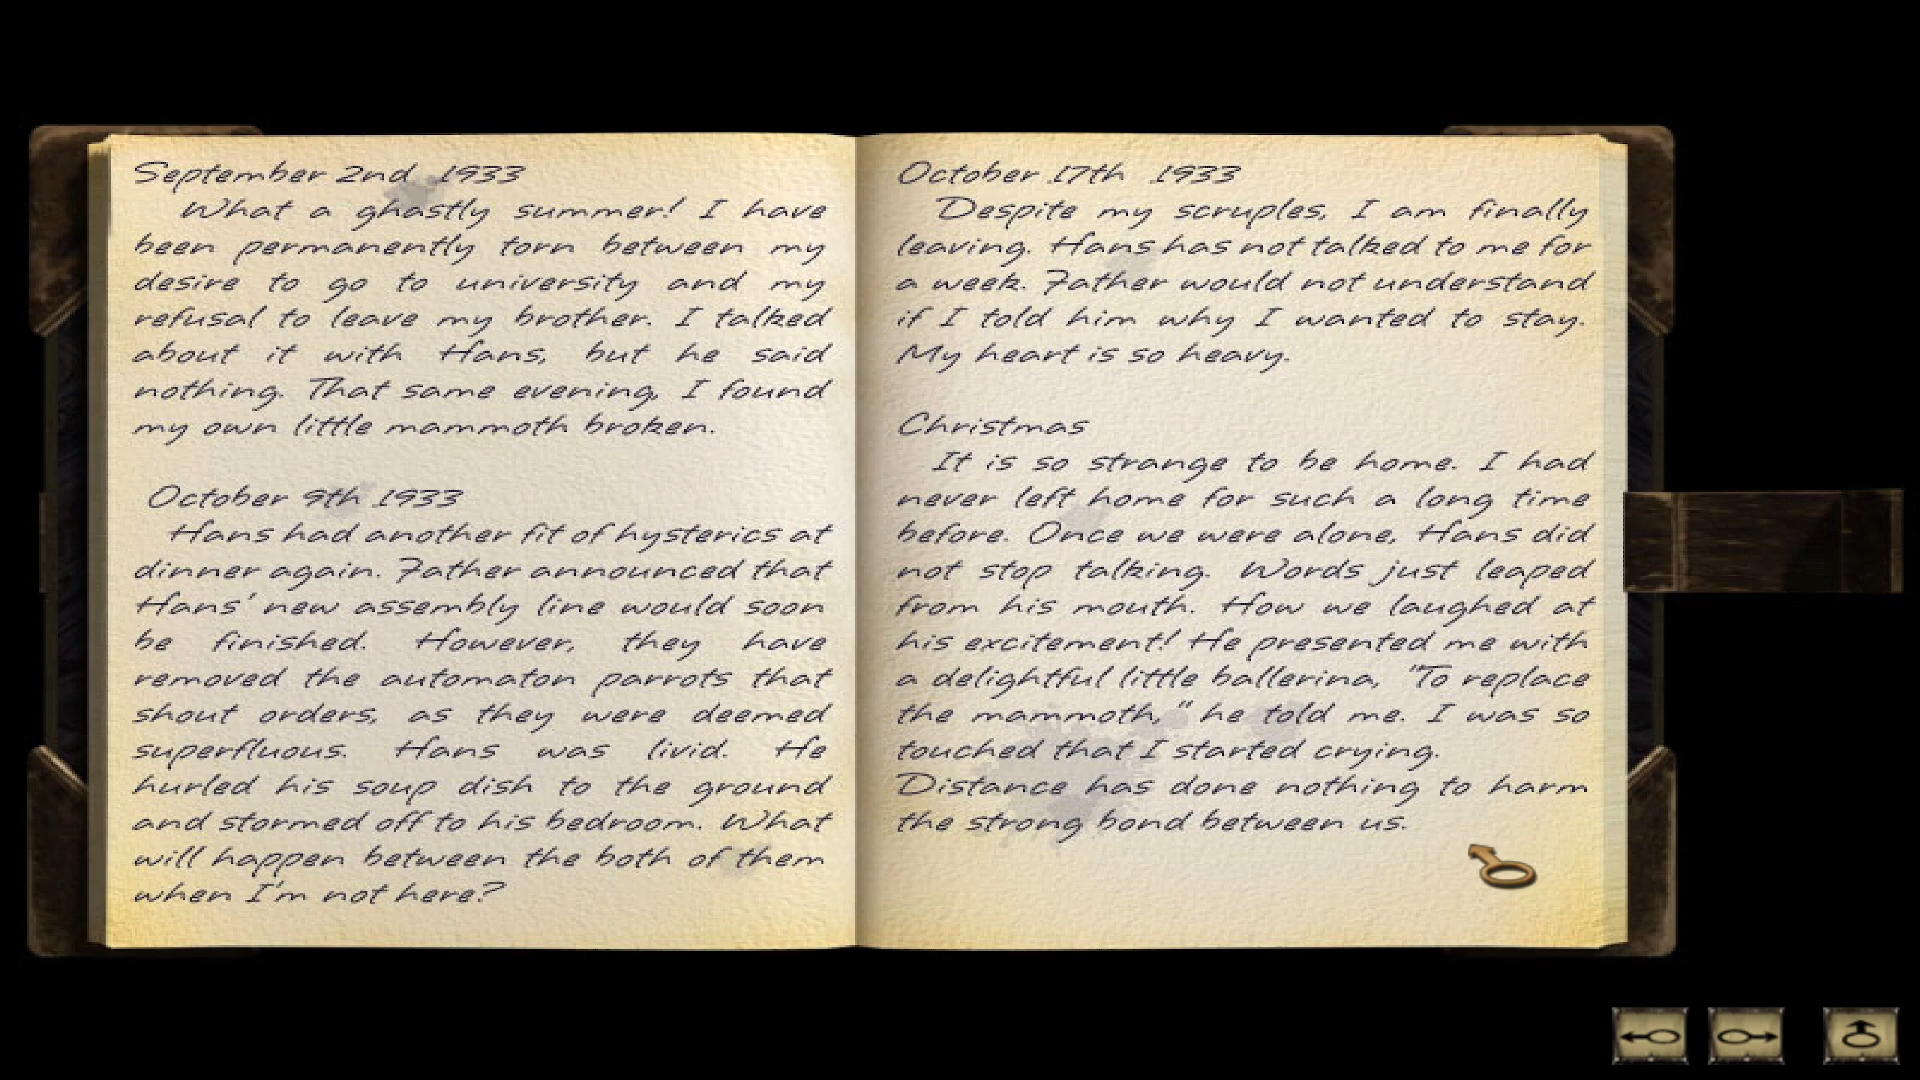 September 2nd 1933
What a ghastly summer! I have
been permanently torn between my
desire to go to university and my
refusal to leave my brother. I talked
about it with Hans, but he said
nothing. That same evening, I found
my own little mammoth broken.
October 9th 1933
Hans had another fit of hysterics at
dinner again. Father announced that
Hans' new assembly line would soon
be finished. However, they have
removed the automaton parrots that
shout orders, as they were deemed
superfluous. Hans was livid. He
hurled his soup dish to the ground
and stormed off to his bedroom. What
will happen between the both of them
when I'm not here?
October 17th 1933
Despite my scruples, I am finally
leaving. Hans has not talked to me for
a week. Father would not understand
if I told him why I wanted to stay.
My heart is so heavy.
Christmas
It is so strange to be home. I had
never left home for such a long time
before. Once we were alone, Hans did
not stop talking. Words just leaped
from his mouth. How we laughed at
his excitement! He presented me with
a delightful little ballerina, "To replace
the mammoth," he told me. I was so
touched that I started crying.
Distance has done nothing to harm
the strong bond between us.